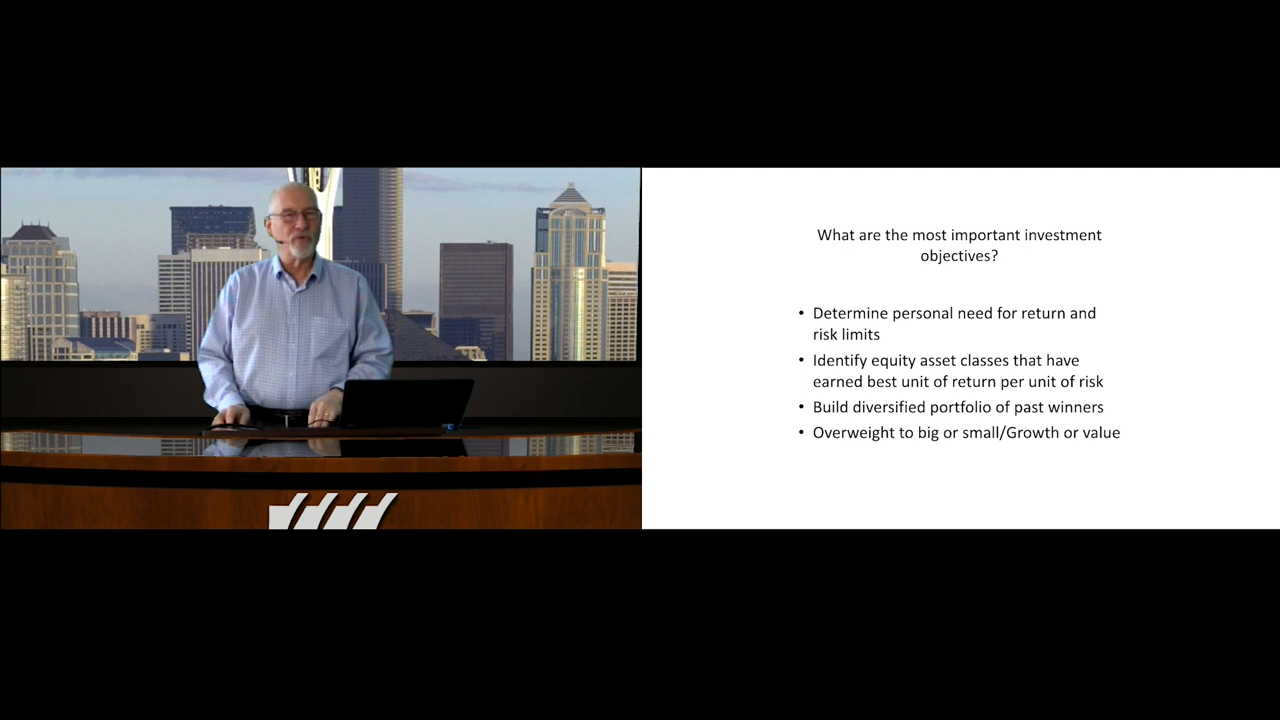 What are the most important investment
objectives?
• Determine personal need for return and
risk limits
• Identify equity asset classes that have
earned best unit of return per unit of risk
• Build diversified portfolio of past winners
• Overweight to big or small/Growth or value